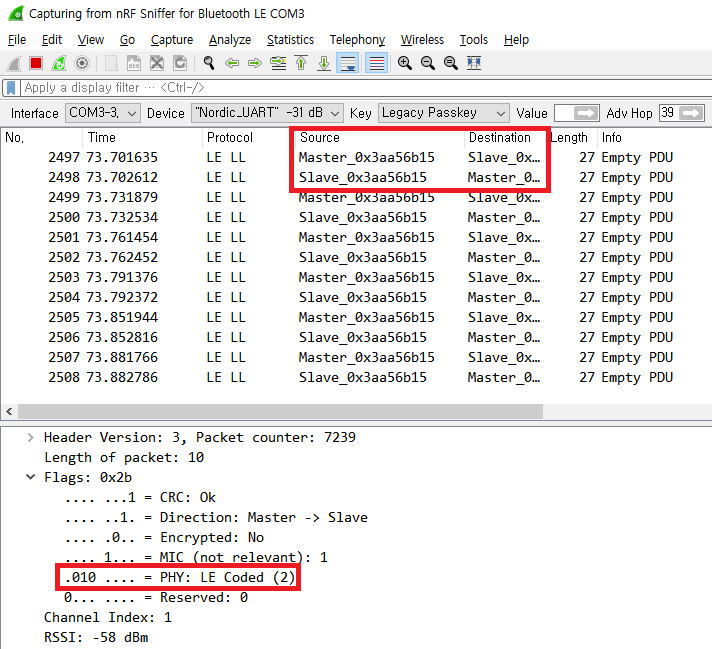 Capturing from nRF Sniffer for Bluetooth LE COM3
File Edit View Go Capture Analyze Statistics Telephony Wireless Tools Help
Apply a display filter ··· <Ctrl-/>
Interface COM3-3, Device "Nordic_UART" -31 dB Key Legacy Passkey Value Adv Hop 39
No. Time Protocol Source Destination Length Info
2497 73.701635 LE LL Master_0x3aa56b15 Slave_0x… 27 Empty PDU
2498 73.702612 LE LL Slave_0x3aa56b15 Master_0… 27 Empty PDU
2499 73.731879 LE LL Master_0x3aa56b15 Slave_0x… 27 Empty PDU
2500 73.732534 LE LL Slave_0x3aa56b15 Master_0… 27 Empty PDU
2501 73.761454 LE LL Master_0x3aa56b15 Slave_0x… 27 Empty PDU
2502 73.762452 LE LL Slave_0x3aa56b15 Master_0… 27 Empty PDU
2503 73.791376 LE LL Master_0x3aa56b15 Slave_0x… 27 Empty PDU
2504 73.792372 LE LL Slave_0x3aa56b15 Master_0… 27 Empty PDU
2505 73.851944 LE LL Master_0x3aa56b15 Slave_0x… 27 Empty PDU
2506 73.852816 LE LL Slave_0x3aa56b15 Master_0… 27 Empty PDU
2507 73.881766 LE LL Master_0x3aa56b15 Slave_0x… 27 Empty PDU
2508 73.882786 LE LL Slave_0x3aa56b15 Master_0… 27 Empty PDU
Header Version: 3, Packet counter: 7239
Length of packet: 10
Flags: 0x2b
.... ...1 = CRC: Ok
.... ..1. = Direction: Master -> Slave
.... .0.. = Encrypted: No
.... 1... = MIC (not relevant): 1
.010 .... = PHY: LE Coded (2)
0... .... = Reserved: 0
Channel Index: 1
RSSI: -58 dBm